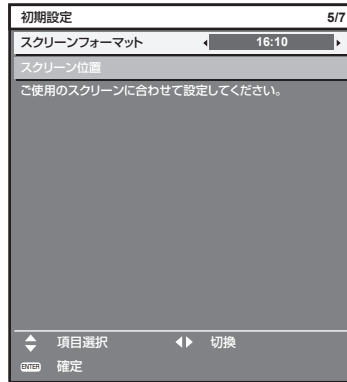 初期設定 5/7
スクリーンフォーマット 16:10
スクリーン位置
ご使用のスクリーンに合わせて設定してください。
項目選択 切換
ENTER 確定